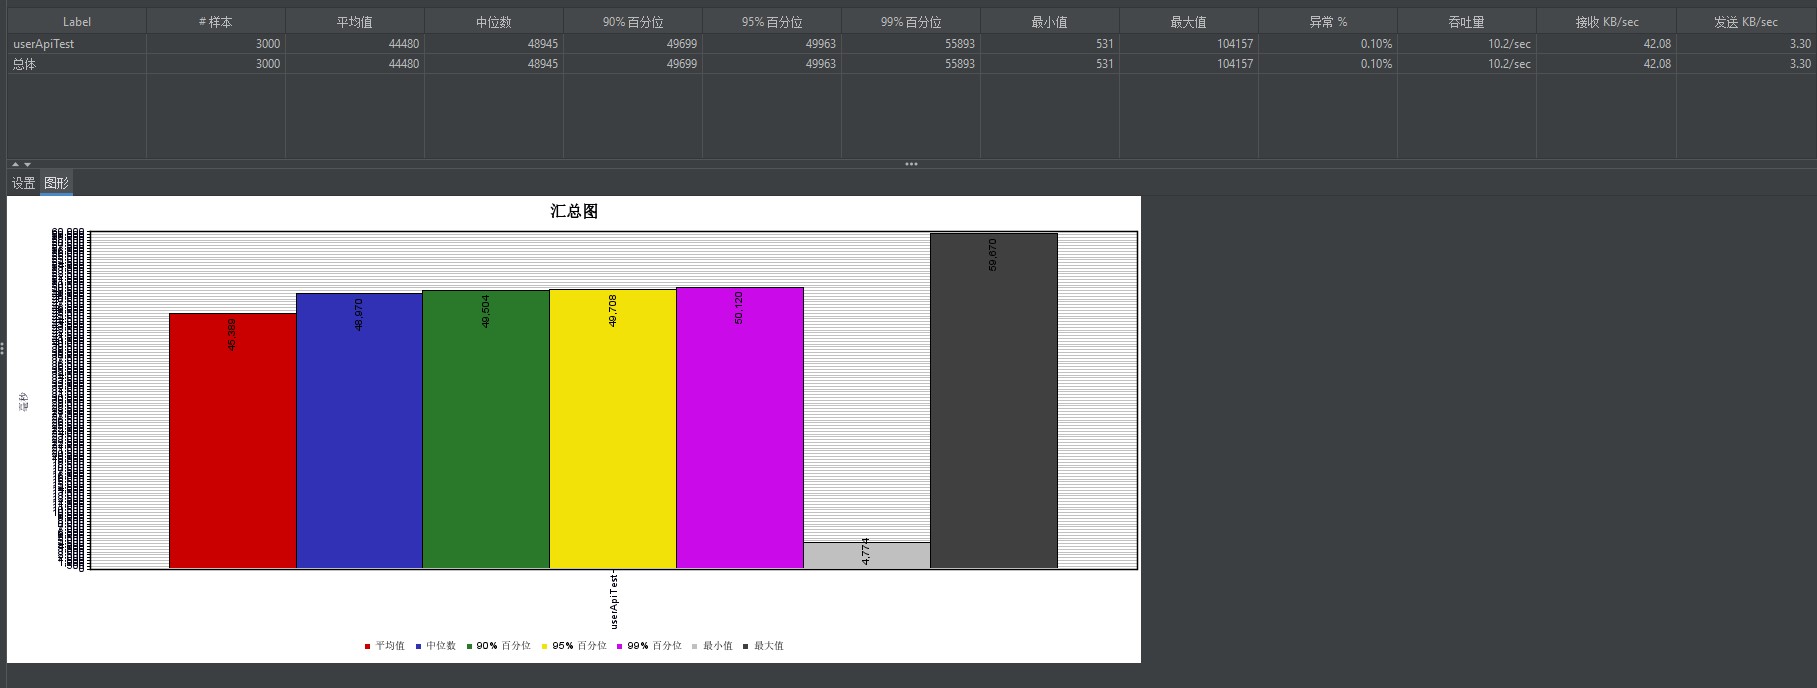 Label # 样本 平均值 中位数 90% 百分位 95% 百分位 99% 百分位 最小值 最大值 异常 % 吞吐量 接收 KB/sec 发送 KB/sec
userApiTest 3000 44480 48945 49699 49963 55893 531 104157 0.10% 10.2/sec 42.08 3.30
总体 3000 44480 48945 49699 49963 55893 531 104157 0.10% 10.2/sec 42.08 3.30
设置 图形
汇总图
毫秒
45,389
48,970
49,504
49,708
50,120
4,774
59,670
userApiTest
平均值 中位数 90% 百分位 95% 百分位 99% 百分位 最小值 最大值